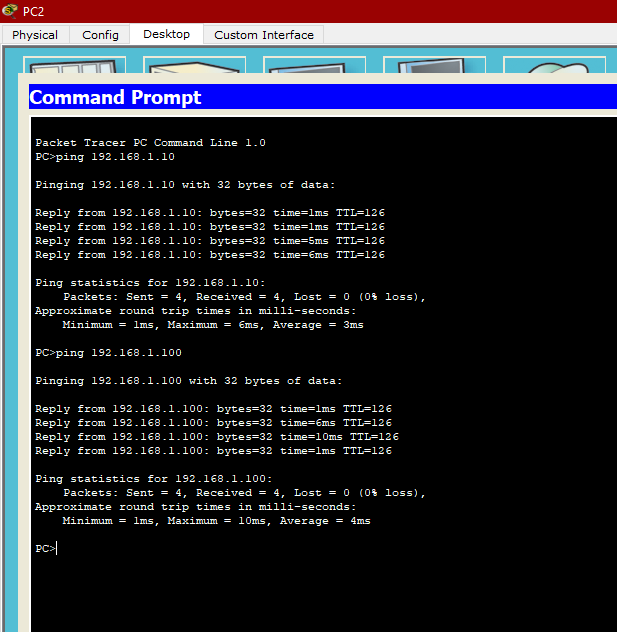 PC2
Physical Config Desktop Custom Interface
Command Prompt
Packet Tracer PC Command Line 1.0
PC>ping 192.168.1.10
Pinging 192.168.1.10 with 32 bytes of data:
Reply from 192.168.1.10: bytes=32 time=1ms TTL=126
Reply from 192.168.1.10: bytes=32 time=1ms TTL=126
Reply from 192.168.1.10: bytes=32 time=5ms TTL=126
Reply from 192.168.1.10: bytes=32 time=6ms TTL=126
Ping statistics for 192.168.1.10:
Packets: Sent = 4, Received = 4, Lost = 0 (0% loss),
Approximate round trip times in milli-seconds:
Minimum = 1ms, Maximum = 6ms, Average = 3ms
PC>ping 192.168.1.100
Pinging 192.168.1.100 with 32 bytes of data:
Reply from 192.168.1.100: bytes=32 time=1ms TTL=126
Reply from 192.168.1.100: bytes=32 time=6ms TTL=126
Reply from 192.168.1.100: bytes=32 time=10ms TTL=126
Reply from 192.168.1.100: bytes=32 time=1ms TTL=126
Ping statistics for 192.168.1.100:
Packets: Sent = 4, Received = 4, Lost = 0 (0% loss),
Approximate round trip times in milli-seconds:
Minimum = 1ms, Maximum = 10ms, Average = 4ms
PC>